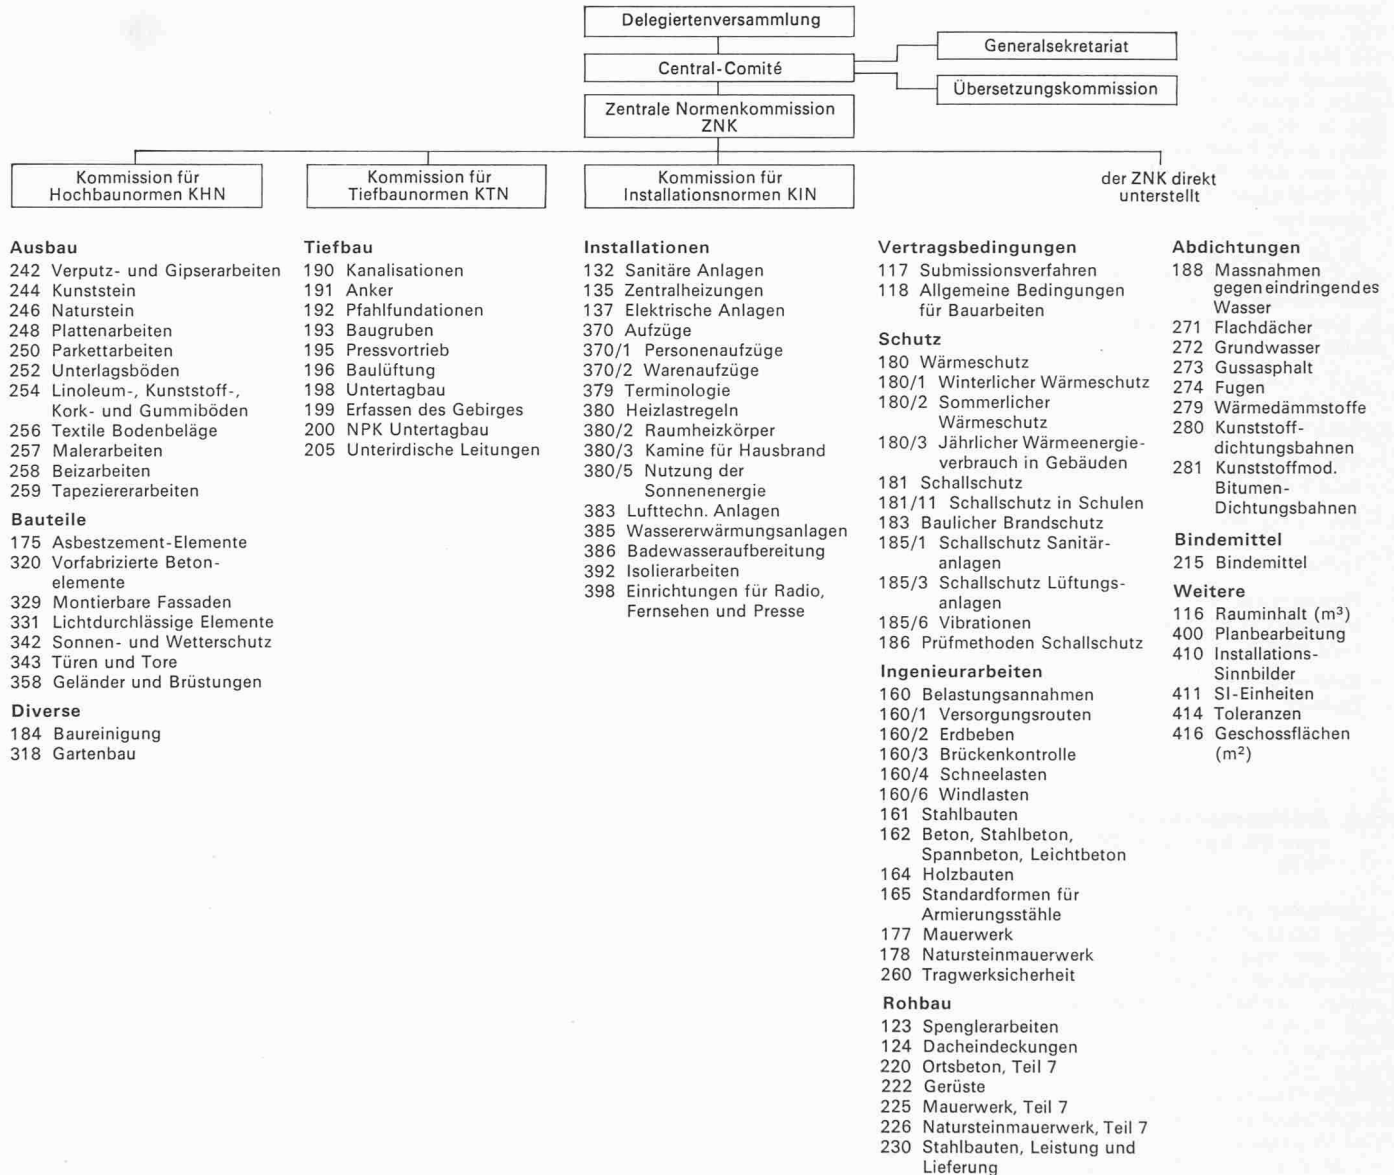 Delegiertenversammlung
Central-Comité
Generalsekretariat
Übersetzungskommission
Zentrale Normenkommission
ZNK
Kommission für
Hochbaunormen KHN
Kommission für
Tiefbaunormen KTN
Kommission für
Installationsnormen KIN
der ZNK direkt
unterstellt
Ausbau
242 Verputz- und Gipserarbeiten
244 Kunststein
246 Naturstein
248 Plattenarbeiten
250 Parkettarbeiten
252 Unterlagsböden
254 Linoleum-, Kunststoff-,
Kork- und Gummiböden
256 Textile Bodenbeläge
257 Malerarbeiten
258 Beizarbeiten
259 Tapeziererarbeiten
Bauteile
175 Asbestzement-Elemente
320 Vorfabrizierte Beton-
elemente
329 Montierbare Fassaden
331 Lichtdurchlässige Elemente
342 Sonnen- und Wetterschutz
343 Türen und Tore
358 Geländer und Brüstungen
Diverse
184 Baureinigung
318 Gartenbau
Tiefbau
190 Kanalisationen
191 Anker
192 Pfahlfundationen
193 Baugruben
195 Pressvortrieb
196 Baulüftung
198 Untertagbau
199 Erfassen des Gebirges
200 NPK Untertagbau
205 Unterirdische Leitungen
Installationen
132 Sanitäre Anlagen
135 Zentralheizungen
137 Elektrische Anlagen
370 Aufzüge
370/1 Personenaufzüge
370/2 Warenaufzüge
379 Terminologie
380 Heizlastregeln
380/2 Raumheizkörper
380/3 Kamine für Hausbrand
380/5 Nutzung der
Sonnenenergie
383 Lufttechn. Anlagen
385 Wassererwärmungsanlagen
386 Badewasseraufbereitung
392 Isolierarbeiten
398 Einrichtungen für Radio,
Fernsehen und Presse
Vertragsbedingungen
117 Submissionsverfahren
118 Allgemeine Bedingungen
für Bauarbeiten
Schutz
180 Wärmeschutz
180/1 Winterlicher Wärmeschutz
180/2 Sommerlicher
Wärmeschutz
180/3 Jährlicher Wärmeenergie-
verbrauch in Gebäuden
181 Schallschutz
181/11 Schallschutz in Schulen
183 Baulicher Brandschutz
185/1 Schallschutz Sanitär-
anlagen
185/3 Schallschutz Lüftungs-
anlagen
185/6 Vibrationen
186 Prüfmethoden Schallschutz
Ingenieurarbeiten
160 Belastungsannahmen
160/1 Versorgungsrouten
160/2 Erdbeben
160/3 Brückenkontrolle
160/4 Schneelasten
160/6 Windlasten
161 Stahlbauten
162 Beton, Stahlbeton,
Spannbeton, Leichtbeton
164 Holzbauten
165 Standardformen für
Armierungsstähle
177 Mauerwerk
178 Natursteinmauerwerk
260 Tragwerksicherheit
Rohbau
123 Spenglerarbeiten
124 Dacheindeckungen
220 Ortsbeton, Teil 7
222 Gerüste
225 Mauerwerk, Teil 7
226 Natursteinmauerwerk, Teil 7
230 Stahlbauten, Leistung und
Lieferung
Abdichtungen
188 Massnahmen
gegen eindringendes
Wasser
271 Flachdächer
272 Grundwasser
273 Gussasphalt
274 Fugen
279 Wärmedämmstoffe
280 Kunststoff-
dichtungsbahnen
281 Kunststoffmod.
Bitumen-
Dichtungsbahnen
Bindemittel
215 Bindemittel
Weitere
116 Rauminhalt (m³)
400 Planbearbeitung
410 Installations-
Sinnbilder
411 SI-Einheiten
414 Toleranzen
416 Geschossflächen
(m²)